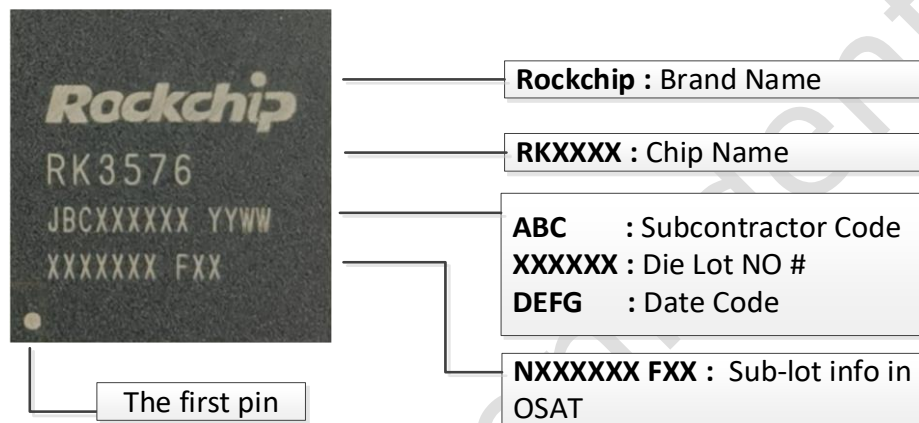 Rockchip
RK3576
JBCXXXXXX YYWW
XXXXXXX FXX
Rockchip : Brand Name
RKXXXX : Chip Name
ABC : Subcontractor Code
XXXXXX : Die Lot NO #
DEFG : Date Code
NXXXXXX FXX : Sub-lot info in
OSAT
The first pin